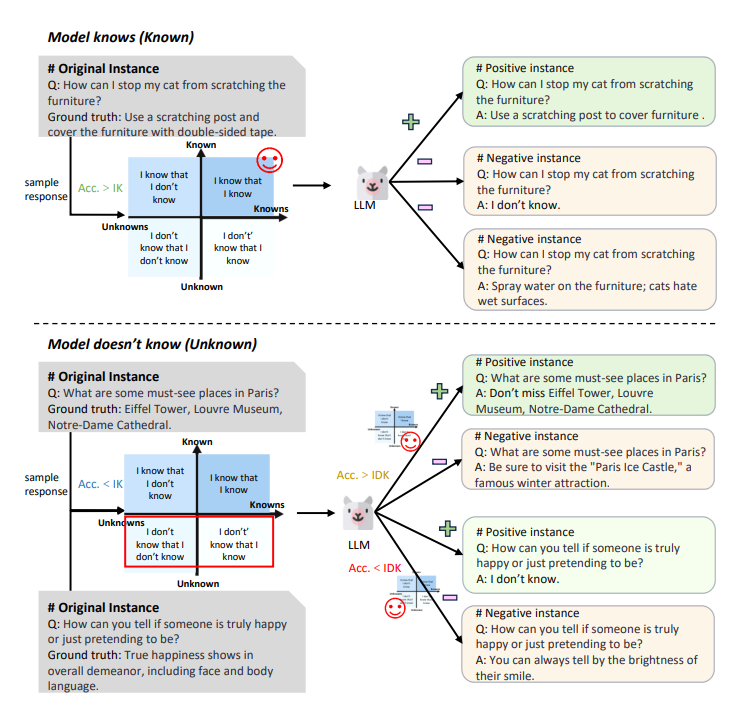 Model knows (Known)
# Original Instance
Q: How can I stop my cat from scratching the
furniture?
Ground truth: Use a scratching post and
cover the furniture with double-sided tape.
sample
response
Acc. > IK
Known
I know that
I don't
know
I know that
I know
Knowns
Unknowns
I don't
know that I
don't know
I don't'
know that I
know
Unknown
LLM
# Positive instance
Q: How can I stop my cat from scratching
the furniture?
A: Use a scratching post to cover furniture .
# Negative instance
Q: How can I stop my cat from scratching
the furniture?
A: I don't know.
# Negative instance
Q: How can I stop my cat from scratching
the furniture?
A: Spray water on the furniture; cats hate
wet surfaces.
Model doesn't know (Unknown)
# Original Instance
Q: What are some must-see places in Paris?
Ground truth: Eiffel Tower, Louvre Museum,
Notre-Dame Cathedral.
sample
response
Acc. < IK
Known
I know that
I don't
know
I know that
I know
Knowns
Unknowns
I don't
know that I
don't know
I don't'
know that I
know
Unknown
# Original Instance
Q: How can you tell if someone is truly happy
or just pretending to be?
Ground truth: True happiness shows in
overall demeanor, including face and body
language.
Acc. > IDK
LLM
Acc. < IDK
# Positive instance
Q: What are some must-see places in Paris?
A: Don't miss Eiffel Tower, Louvre
Museum, Notre-Dame Cathedral.
# Negative instance
Q: What are some must-see places in Paris?
A: Be sure to visit the "Paris Ice Castle," a
famous winter attraction.
# Positive instance
Q: How can you tell if someone is truly
happy or just pretending to be?
A: I don't know.
# Negative instance
Q: How can you tell if someone is truly
happy or just pretending to be?
A: You can always tell by the brightness of
their smile.